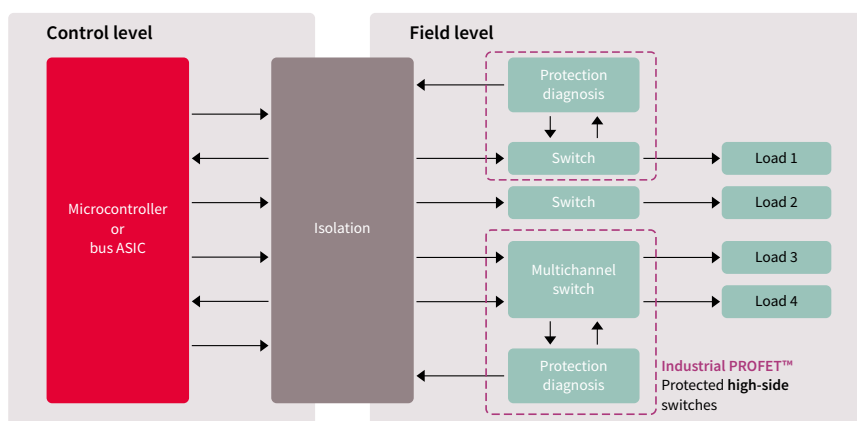 Control level
Field level
Microcontroller
or
bus ASIC
Isolation
Protection
diagnosis
Switch
Load 1
Switch
Load 2
Multichannel
switch
Load 3
Load 4
Protection
diagnosis
Industrial PROFET™
Protected high-side
switches